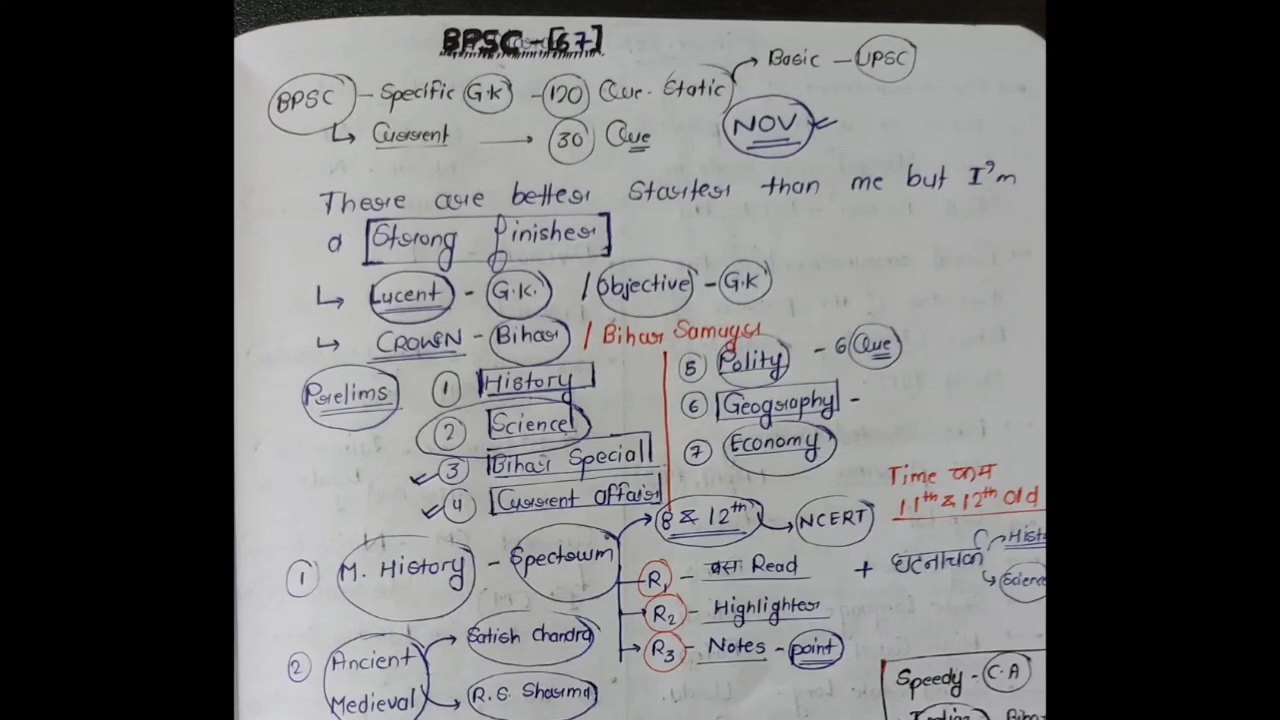 BPSC-[67]
BPSC - Specific G.K - 120 Que. Static → Basic - UPSC
↳ Current → 30 Que
NOV
There are better starter than me but I'm
a [Strong finisher]
↳ Lucent - G.K. / Objective - G.K
↳ CROWN - Bihar / Bihar Samagra
Prelims
① History
② Science
③ Bihar Special
④ Current affair
⑤ Polity - 6 Que
⑥ Geography -
⑦ Economy
Time कम
11th & 12th Old
① M. History - Spectrum
8 & 12th → NCERT
R1 - Read + घटनाचक्र
R2 - Highlighter
R3 - Notes - point
Science
② Ancient Medieval
Satish Chandra
R.S. Sharma
Speedy - C.A